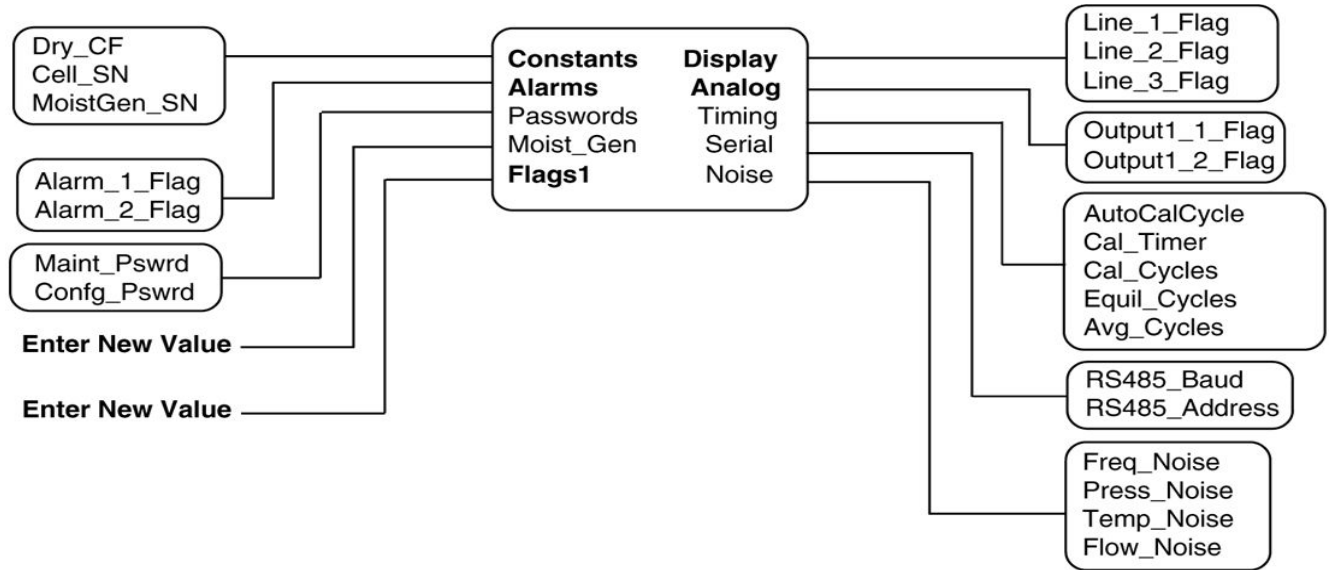 Dry_CF
Cell_SN
MoistGen_SN
Alarm_1_Flag
Alarm_2_Flag
Maint_Pswrd
Confg_Pswrd
Enter New Value
Enter New Value
Constants Display
Alarms Analog
Passwords Timing
Moist_Gen Serial
Flags1 Noise
Line_1_Flag
Line_2_Flag
Line_3_Flag
Output1_1_Flag
Output1_2_Flag
AutoCalCycle
Cal_Timer
Cal_Cycles
Equil_Cycles
Avg_Cycles
RS485_Baud
RS485_Address
Freq_Noise
Press_Noise
Temp_Noise
Flow_Noise